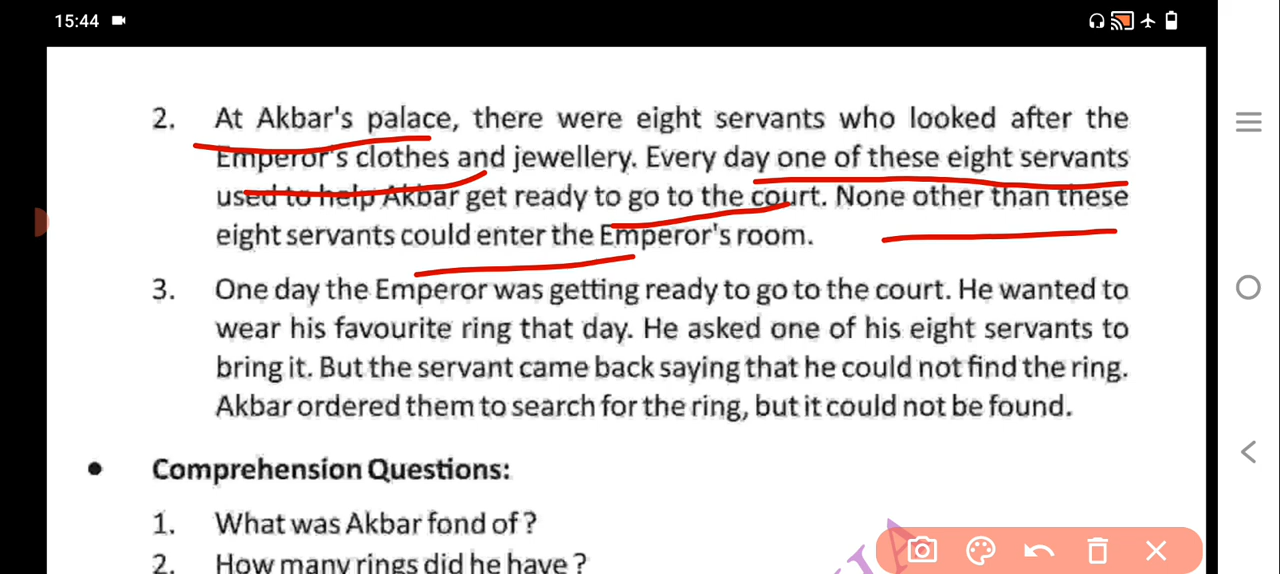 15:44
2. At Akbar's palace, there were eight servants who looked after the
Emperor's clothes and jewellery. Every day one of these eight servants
used to help Akbar get ready to go to the court. None other than these
eight servants could enter the Emperor's room.
3. One day the Emperor was getting ready to go to the court. He wanted to
wear his favourite ring that day. He asked one of his eight servants to
bring it. But the servant came back saying that he could not find the ring.
Akbar ordered them to search for the ring, but it could not be found.
• Comprehension Questions:
1. What was Akbar fond of?
2. How many rings did he have?